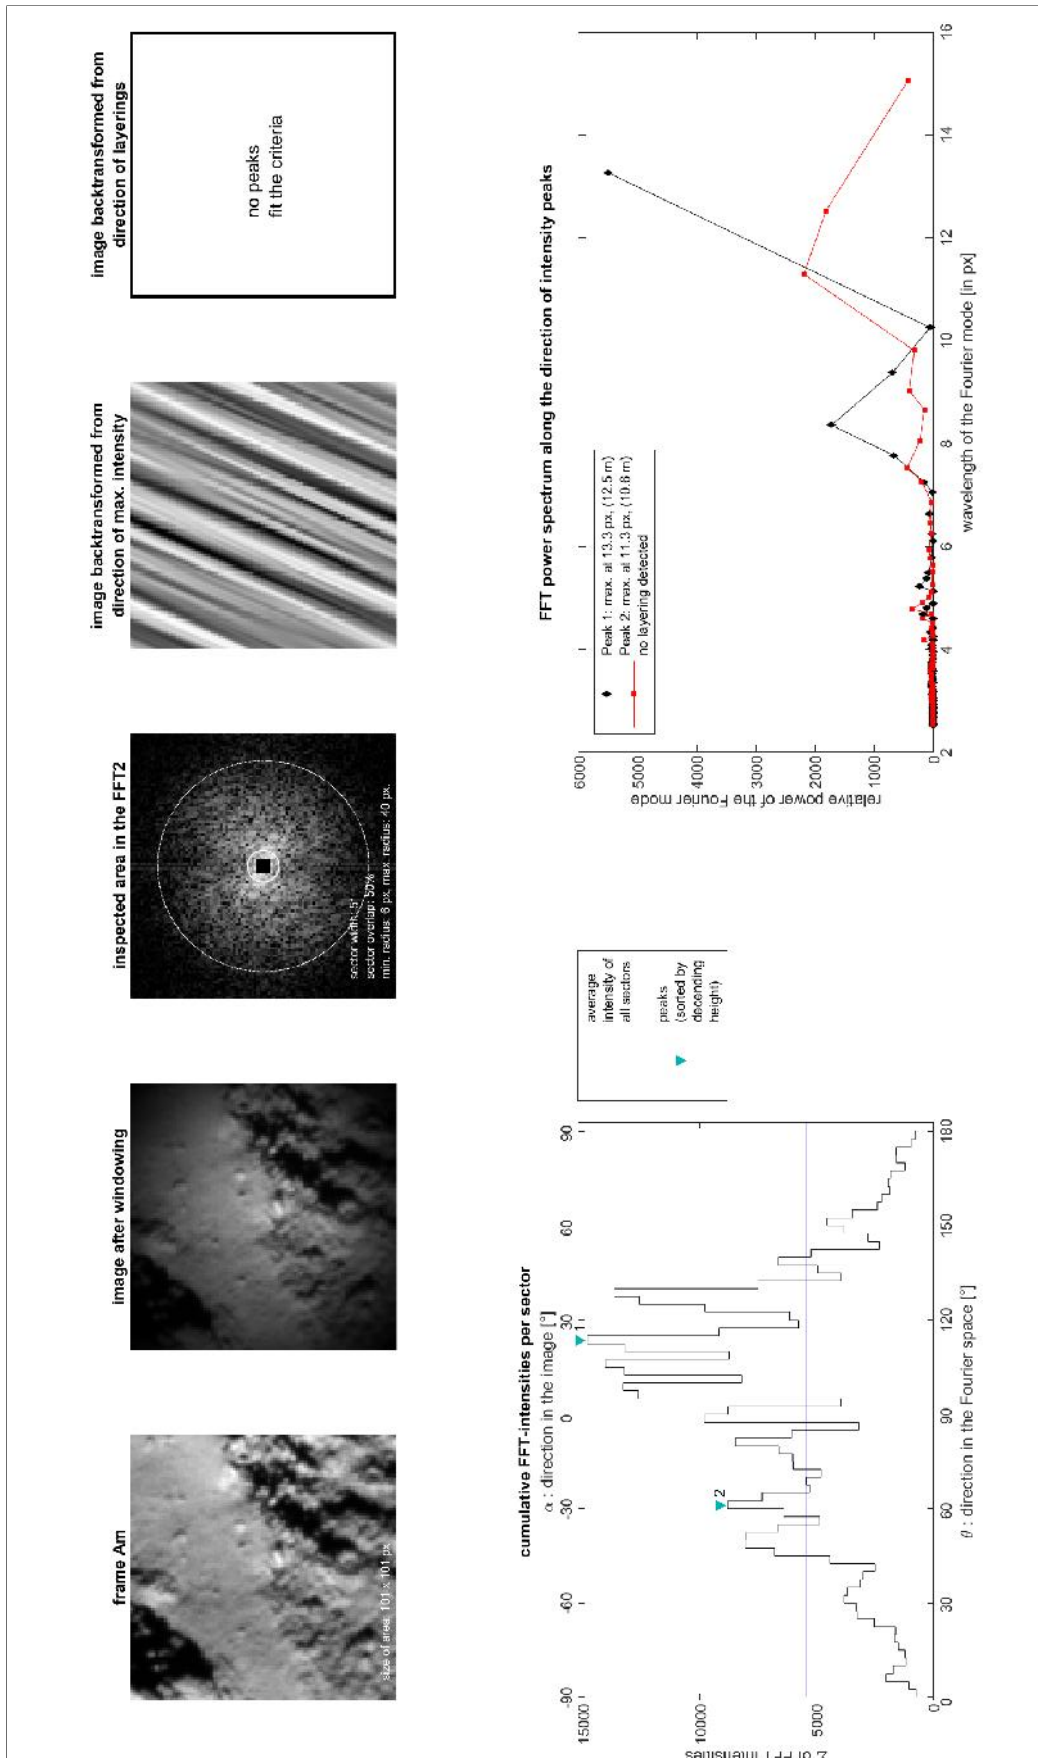 frame Am
size of area: 101 x 101 px
image after windowing
inspected area in the FFT2
sector width: 5°
sector overlap: 50%
min. radius: 6 px, max. radius: 40 px.
image backtransformed from
direction of max. intensity
image backtransformed from
direction of layerings
no peaks
fit the criteria
cumulative FFT-intensities per sector
α : direction in the image [°]
-90 -60 -30 0 30 60 90
15000
10000
5000
0
Σ of FFT intensities
1
2
0 30 60 90 120 150 180
θ : direction in the Fourier space [°]
average
intensity of
all sectors
peaks
(sorted by
decending
height)
FFT power spectrum along the direction of intensity peaks
Peak 1: max. at 13.3 px, (12.5 m)
Peak 2: max. at 11.3 px, (10.6 m)
no layering detected
6000
5000
4000
3000
2000
1000
0
relative power of the Fourier mode
2 4 6 8 10 12 14 16
wavelength of the Fourier mode [in px]